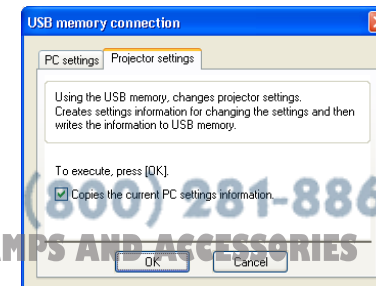 USB memory connection
PC settings Projector settings
Using the USB memory, changes projector settings.
Creates settings information for changing the settings and then
writes the information to USB memory.
To execute, press [OK].
Copies the current PC settings information.
(800) 281-886
MPS AND ACCESSORIES
OK Cancel